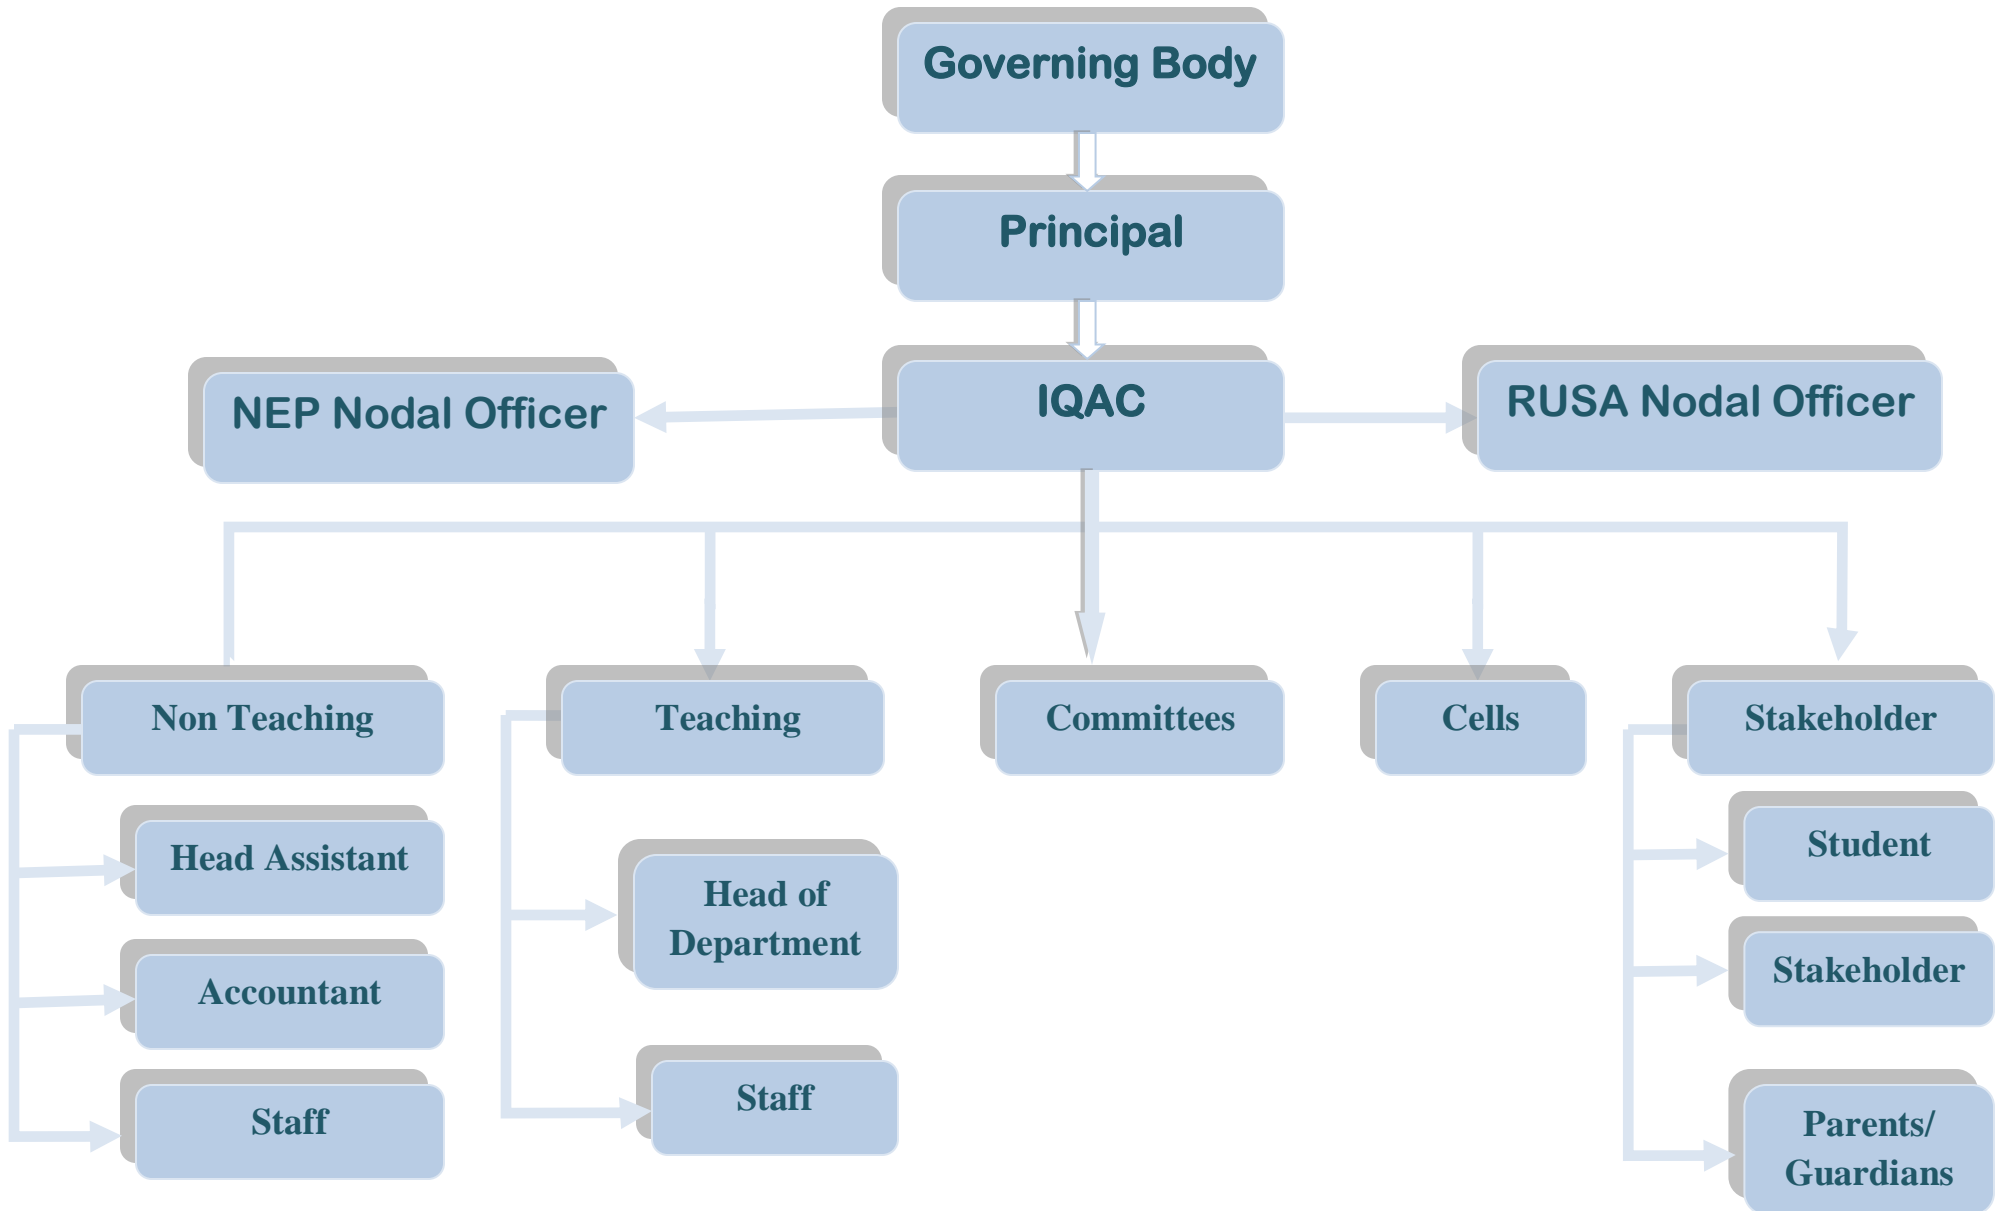 Governing Body
Principal
NEP Nodal Officer
IQAC
RUSA Nodal Officer
Non Teaching
Teaching
Committees
Cells
Stakeholder
Head Assistant
Accountant
Staff
Head of
Department
Staff
Student
Stakeholder
Parents/
Guardians